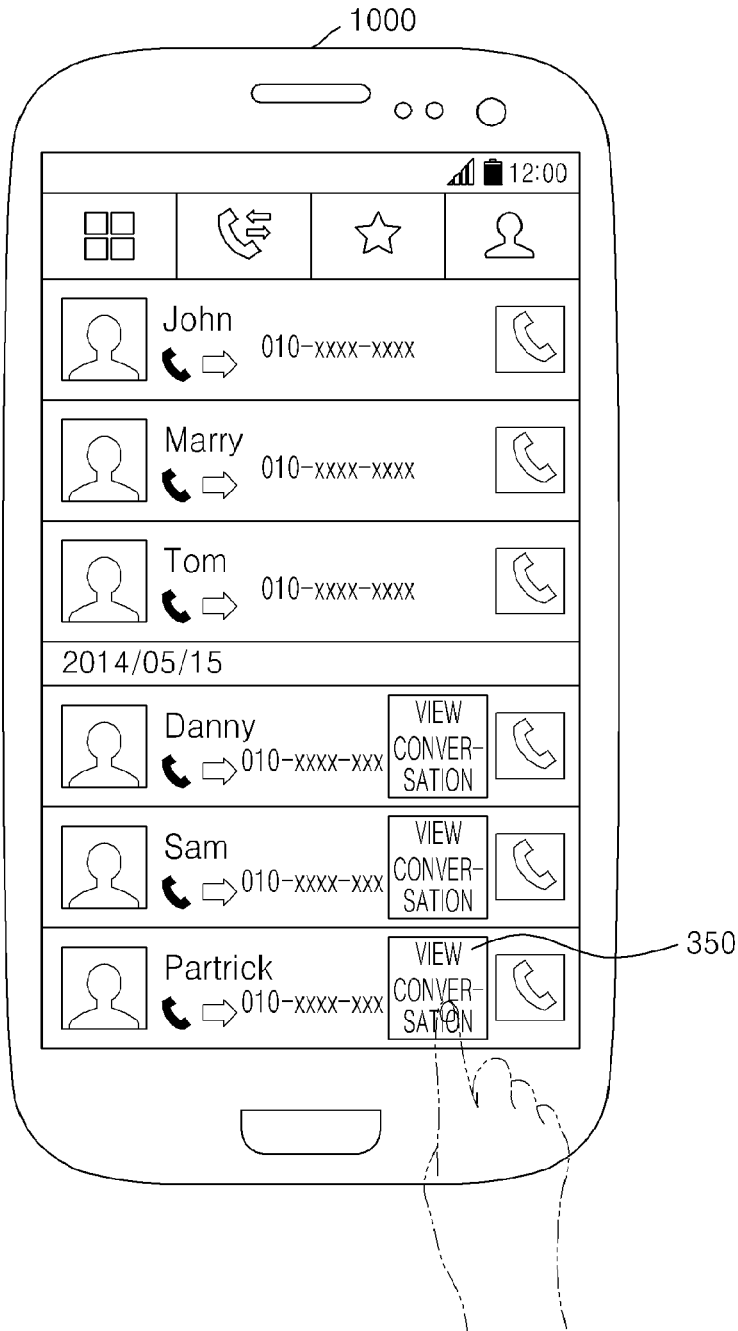 1000
12:00
John
010-xxxx-xxxx
Marry
010-xxxx-xxxx
Tom
010-xxxx-xxxx
2014/05/15
Danny
010-xxxx-xxx
VIEW
CONVER-
SATION
Sam
010-xxxx-xxx
VIEW
CONVER-
SATION
Partrick
010-xxxx-xxx
VIEW
CONVER-
SATION
350